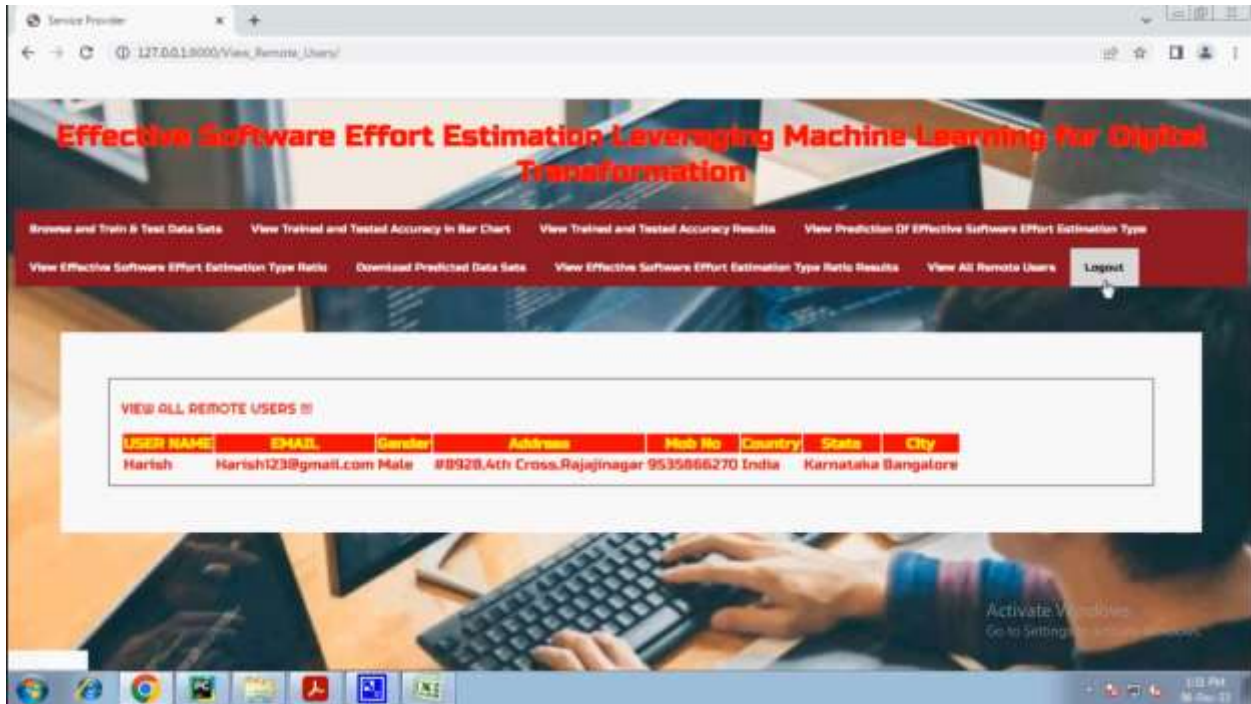 Service Provider
127.0.0.1:8000/View_Remote_Users/
Effective Software Effort Estimation Leveraging Machine Learning for Digital
Transformation
Browse and Train & Test Data Sets View Trained and Tested Accuracy in Bar Chart View Trained and Tested Accuracy Results View Prediction Of Effective Software Effort Estimation Type
View Effective Software Effort Estimation Type Ratio Download Predicted Data Sets View Effective Software Effort Estimation Type Ratio Results View All Remote Users Logout
VIEW ALL REMOTE USERS !!!
USER NAME EMAIL Gender Address Mob No Country State City
Harish Harish123@gmail.com Male #8928,4th Cross,Rajajinagar 9535866270 India Karnataka Bangalore
Activate Windows
Go to Settings